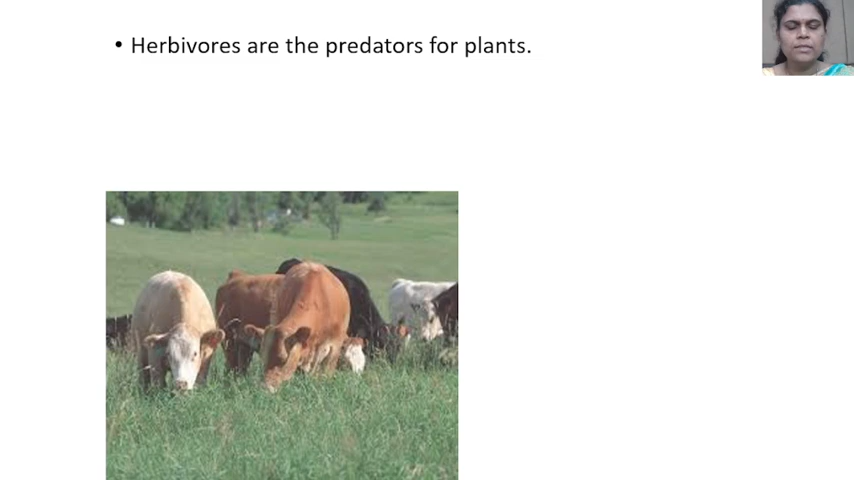 • Herbivores are the predators for plants.